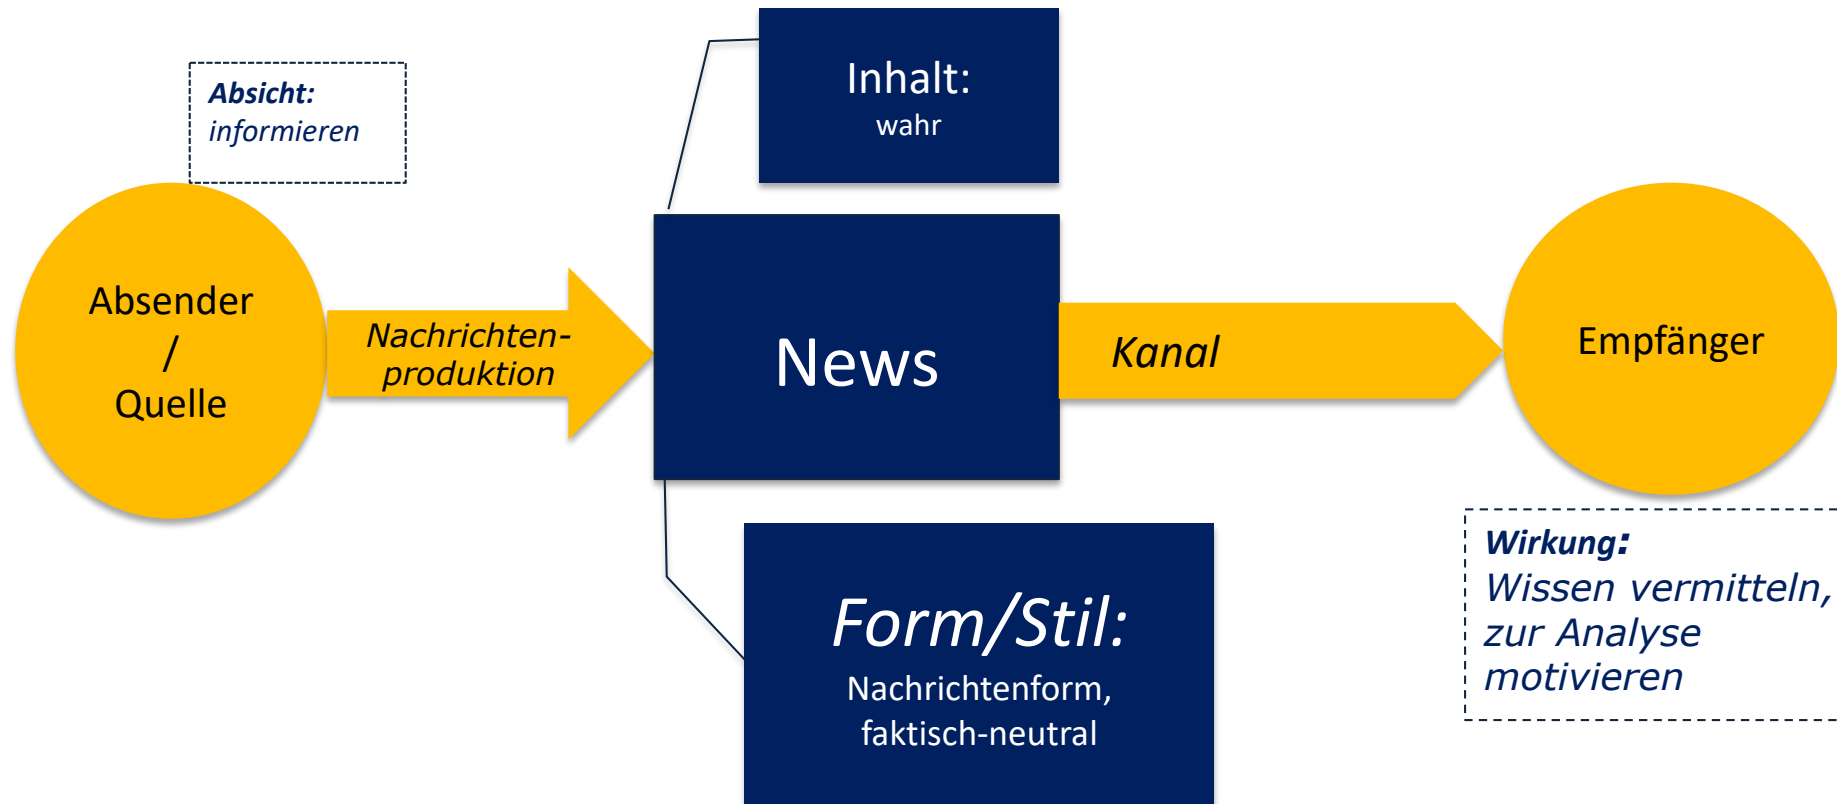 Absicht:
informieren
Absender
/
Quelle
Nachrichten-
produktion
Inhalt:
wahr
News
Form/Stil:
Nachrichtenform,
faktisch-neutral
Kanal
Empfänger
Wirkung:
Wissen vermitteln,
zur Analyse
motivieren